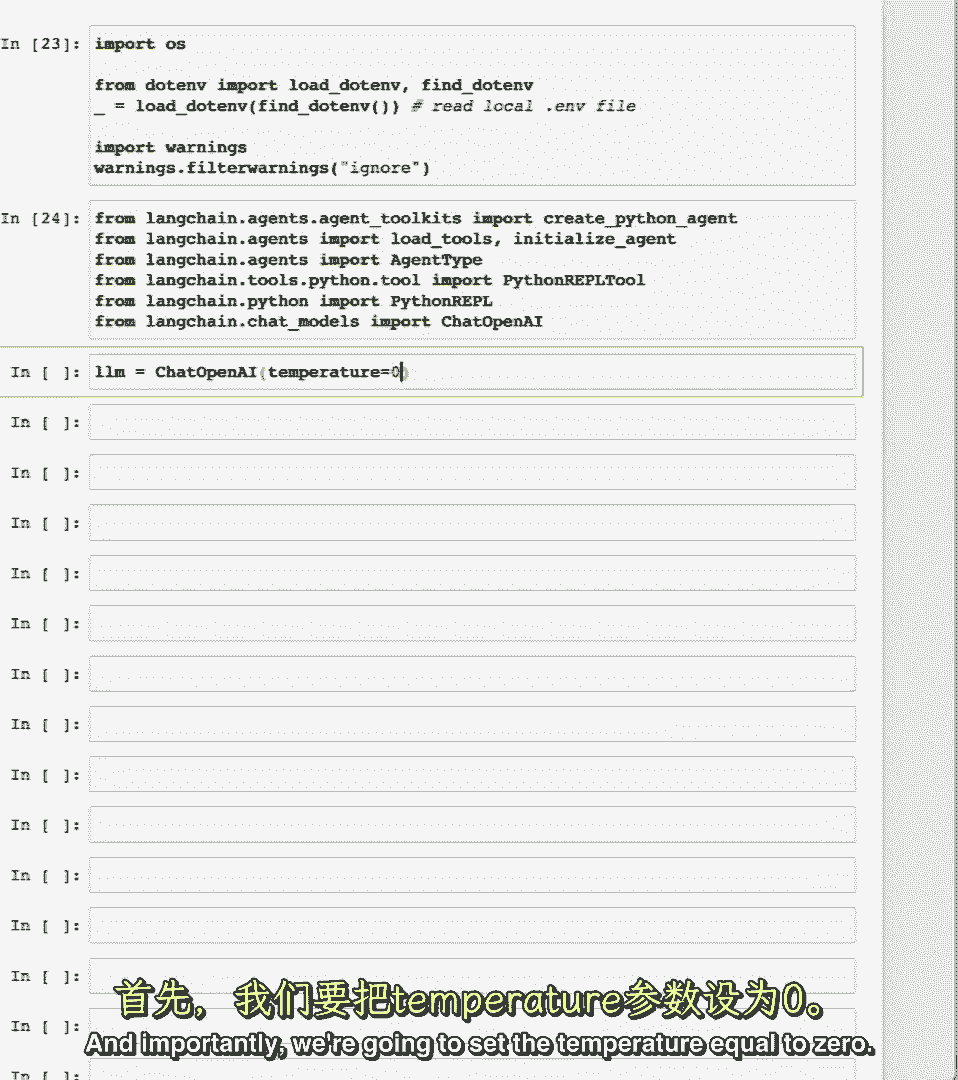 In [23]: import os
from dotenv import load_dotenv, find_dotenv
_ = load_dotenv(find_dotenv()) # read local .env file
import warnings
warnings.filterwarnings("ignore")
In [24]: from langchain.agents.agent_toolkits import create_python_agent
from langchain.agents import load_tools, initialize_agent
from langchain.agents import AgentType
from langchain.tools.python.tool import PythonREPLTool
from langchain.python import PythonREPL
from langchain.chat_models import ChatOpenAI
In [ ]: llm = ChatOpenAI(temperature=0)
In [ ]:
In [ ]:
In [ ]:
In [ ]:
In [ ]:
In [ ]:
In [ ]:
In [ ]:
In [ ]:
In [ ]:
In [ ]:
In [ ]:
首先，我们要把temperature参数设为0。
In [ ]:
And importantly, we're going to set the temperature equal to zero.
In [ ]: